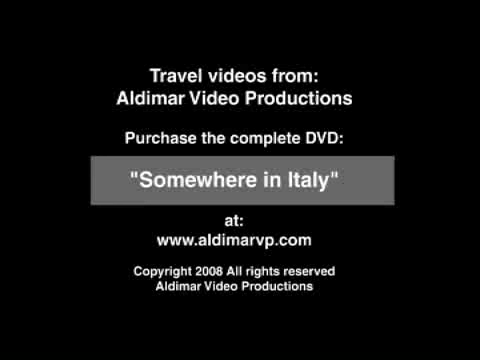 Travel videos from:
Aldimar Video Productions
Purchase the complete DVD:
"Somewhere in Italy"
at:
www.aldimarvp.com
Copyright 2008 All rights reserved
Aldimar Video Productions